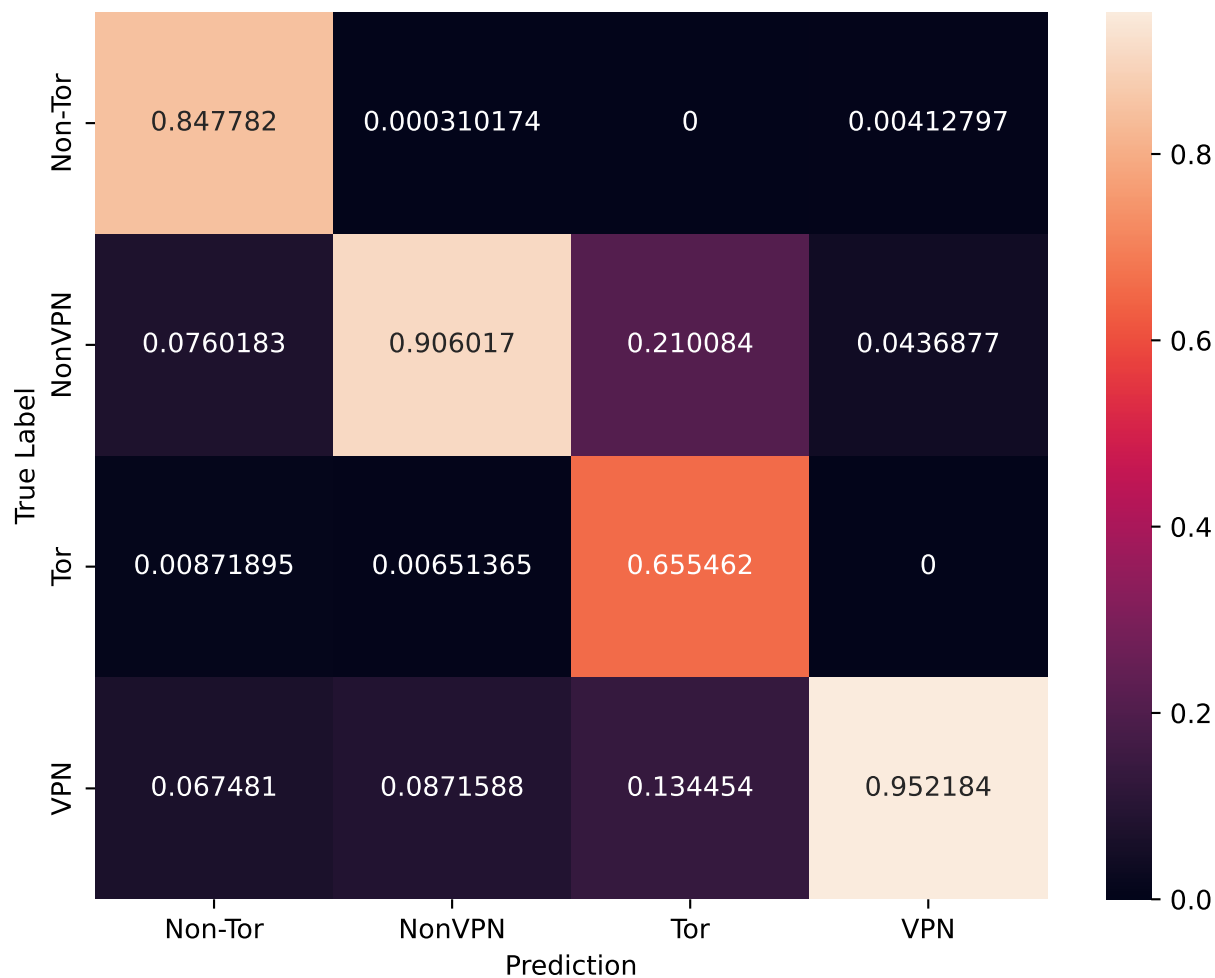 Non-Tor
0.847782 0.000310174 0 0.00412797
0.8
NonVPN
0.0760183 0.906017 0.210084 0.0436877
0.6
True Label
0.4
Tor
0.00871895 0.00651365 0.655462 0
0.2
VPN
0.067481 0.0871588 0.134454 0.952184
0.0
Non-Tor NonVPN Tor VPN
Prediction